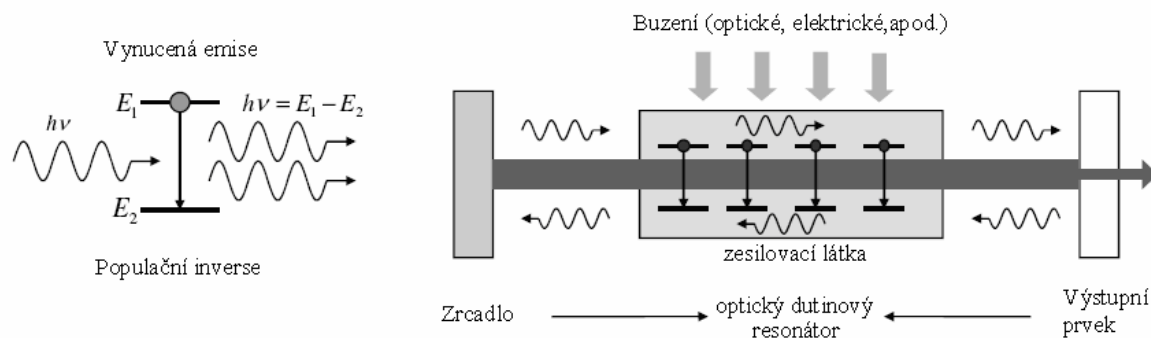 Vynucená emise
E₁
hν
hν = E₁ − E₂
E₂
Populační inverse
Buzení (optické, elektrické,apod.)
zesilovací látka
Zrcadlo
optický dutinový
resonátor
Výstupní
prvek